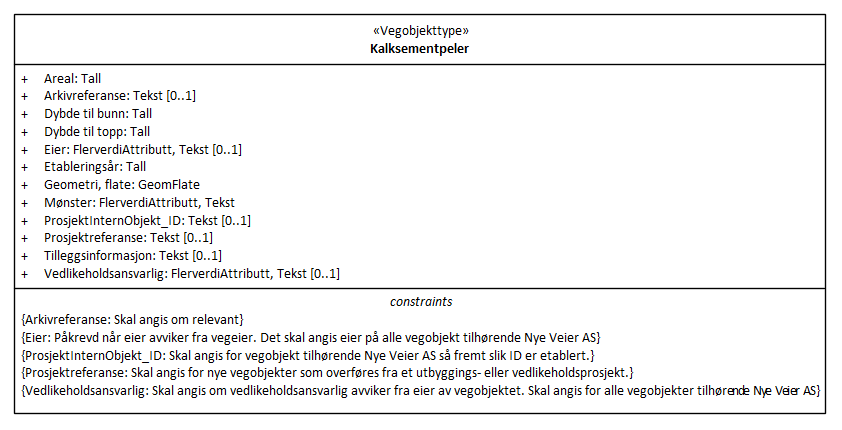 «Vegobjekttype»
Kalksementpeler
+ Areal: Tall
+ Arkivreferanse: Tekst [0..1]
+ Dybde til bunn: Tall
+ Dybde til topp: Tall
+ Eier: FlerverdiAttributt, Tekst [0..1]
+ Etableringsår: Tall
+ Geometri, flate: GeomFlate
+ Mønster: FlerverdiAttributt, Tekst
+ ProsjektInternObjekt_ID: Tekst [0..1]
+ Prosjektreferanse: Tekst [0..1]
+ Tilleggsinformasjon: Tekst [0..1]
+ Vedlikeholdsansvarlig: FlerverdiAttributt, Tekst [0..1]
constraints
{Arkivreferanse: Skal angis om relevant}
{Eier: Påkrevd når eier avviker fra vegeier. Det skal angis eier på alle vegobjekt tilhørende Nye Veier AS}
{ProsjektInternObjekt_ID: Skal angis for vegobjekt tilhørende Nye Veier AS så fremt slik ID er etablert.}
{Prosjektreferanse: Skal angis for nye vegobjekter som overføres fra et utbyggings- eller vedlikeholdsprosjekt.}
{Vedlikeholdsansvarlig: Skal angis om vedlikeholdsansvarlig avviker fra eier av vegobjektet. Skal angis for alle vegobjekter tilhørende Nye Veier AS}